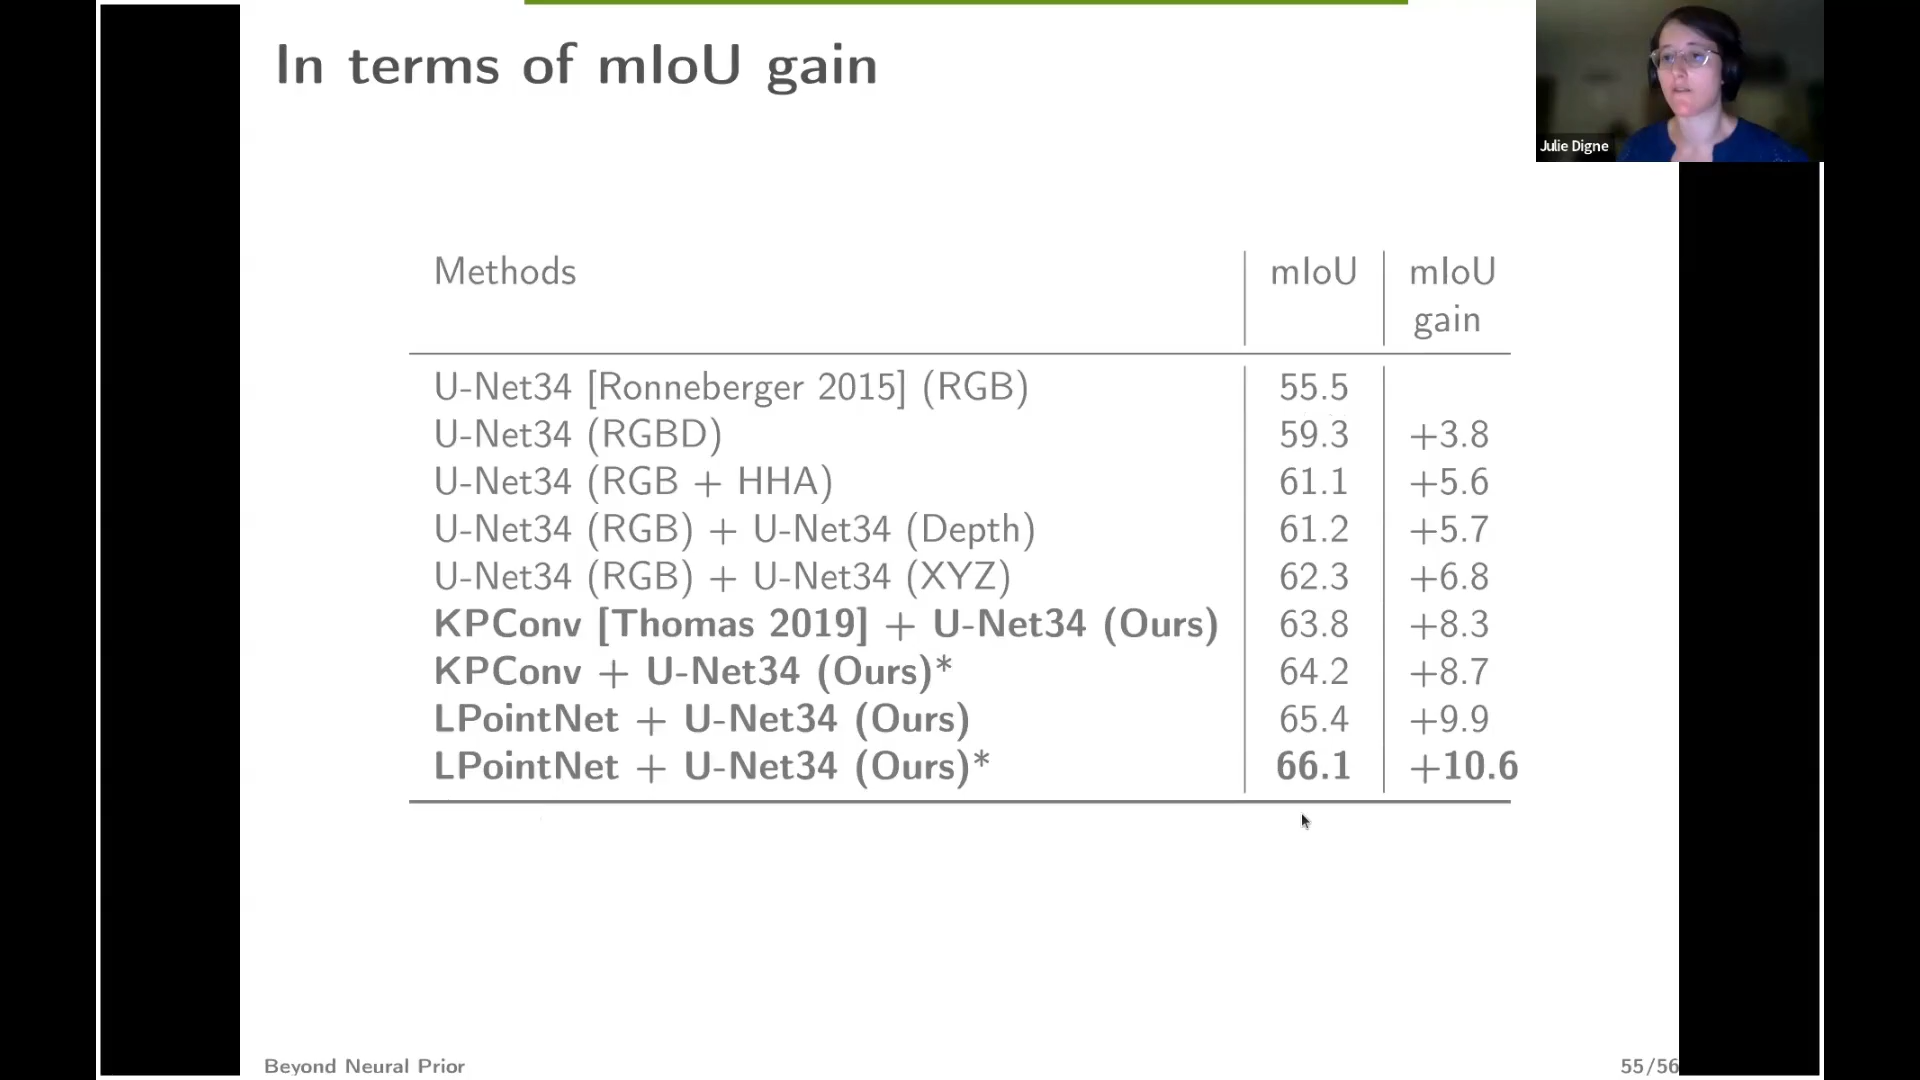 In terms of mIoU gain
Julie Digne
Methods mIoU mIoU
gain
U-Net34 [Ronneberger 2015] (RGB) 55.5
U-Net34 (RGBD) 59.3 +3.8
U-Net34 (RGB + HHA) 61.1 +5.6
U-Net34 (RGB) + U-Net34 (Depth) 61.2 +5.7
U-Net34 (RGB) + U-Net34 (XYZ) 62.3 +6.8
KPConv [Thomas 2019] + U-Net34 (Ours) 63.8 +8.3
KPConv + U-Net34 (Ours)* 64.2 +8.7
LPointNet + U-Net34 (Ours) 65.4 +9.9
LPointNet + U-Net34 (Ours)* 66.1 +10.6
Beyond Neural Prior 55/56